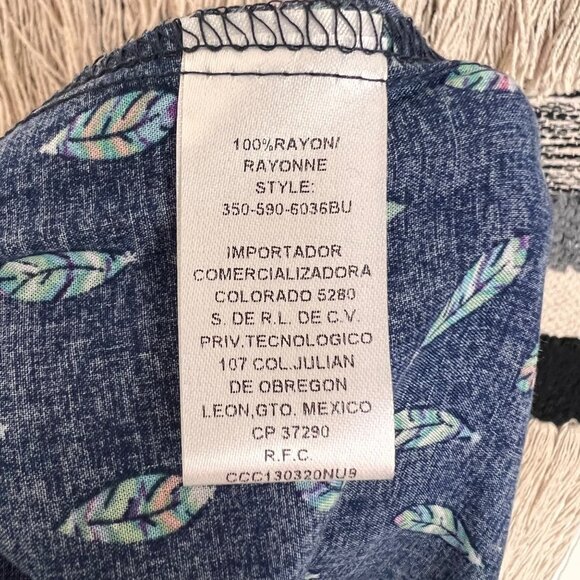 100%RAYON/
RAYONNE
STYLE:
350-590-6036BU
IMPORTADOR
COMERCIALIZADORA
COLORADO 5280
S. DE R.L. DE C.V.
PRIV.TECNOLOGICO
107 COL.JULIAN
DE OBREGON
LEON,GTO. MEXICO
CP 37290
R.F.C.
CCC130320NU9